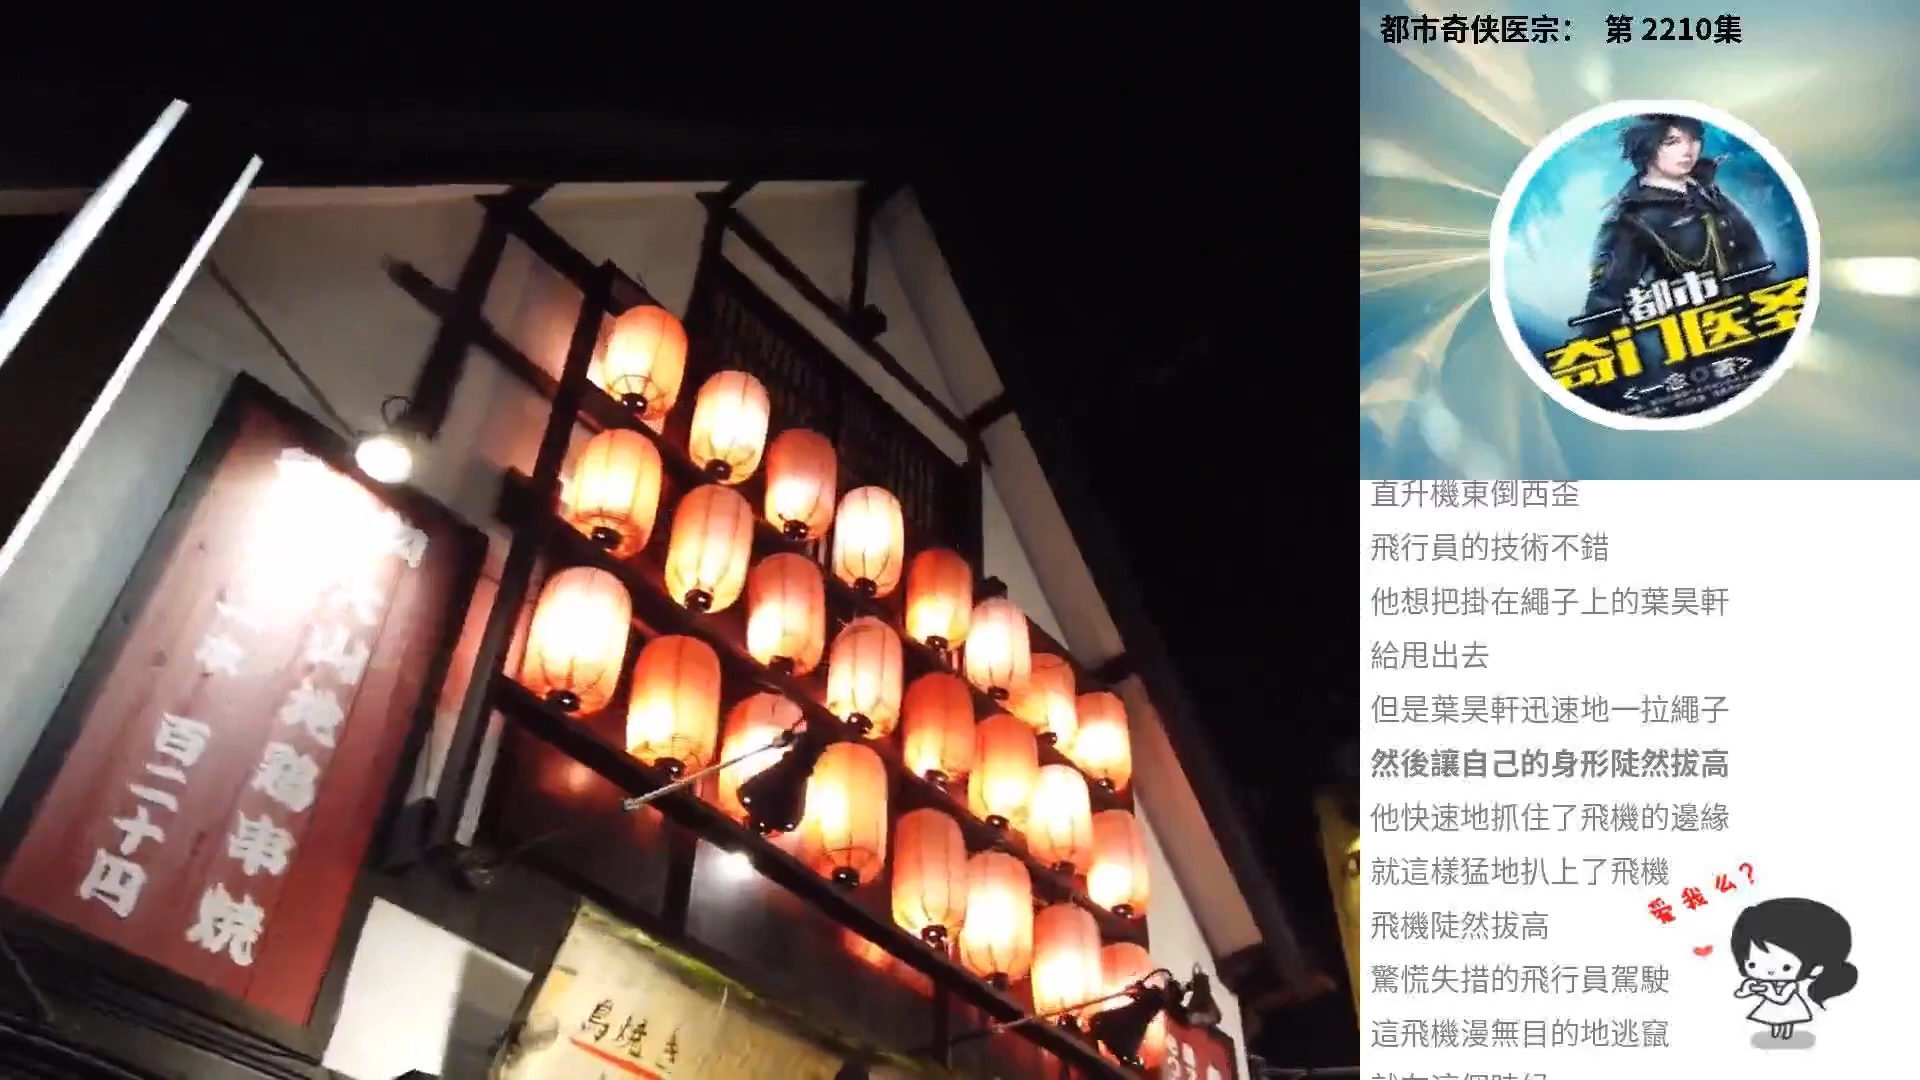 都市奇侠医宗： 第 2210集
都市
奇门医圣
直升機東倒西歪
飛行員的技術不錯
他想把掛在繩子上的葉昊軒
給甩出去
但是葉昊軒迅速地一拉繩子
然後讓自己的身形陡然拔高
他快速地抓住了飛機的邊緣
就這樣猛地扒上了飛機
飛機陡然拔高
驚慌失措的飛行員駕駛
這飛機漫無目的地逃竄
爱我么?
山地鶏串焼
百二十円
鳥焼き